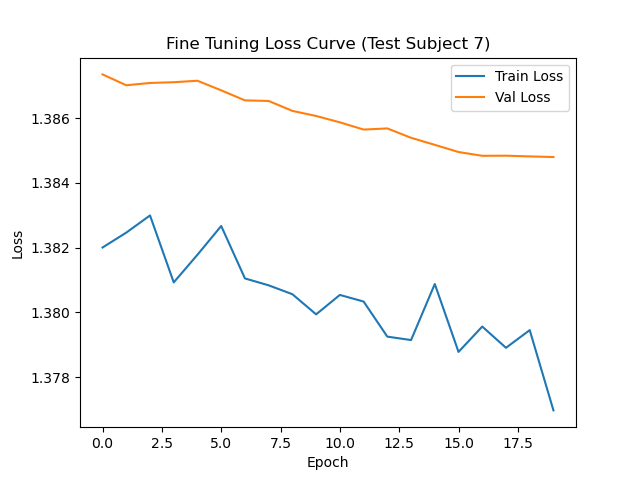 Fine Tuning Loss Curve (Test Subject 7)
Train Loss
Val Loss
1.386
1.384
1.382
1.380
1.378
Loss
0.0 2.5 5.0 7.5 10.0 12.5 15.0 17.5
Epoch